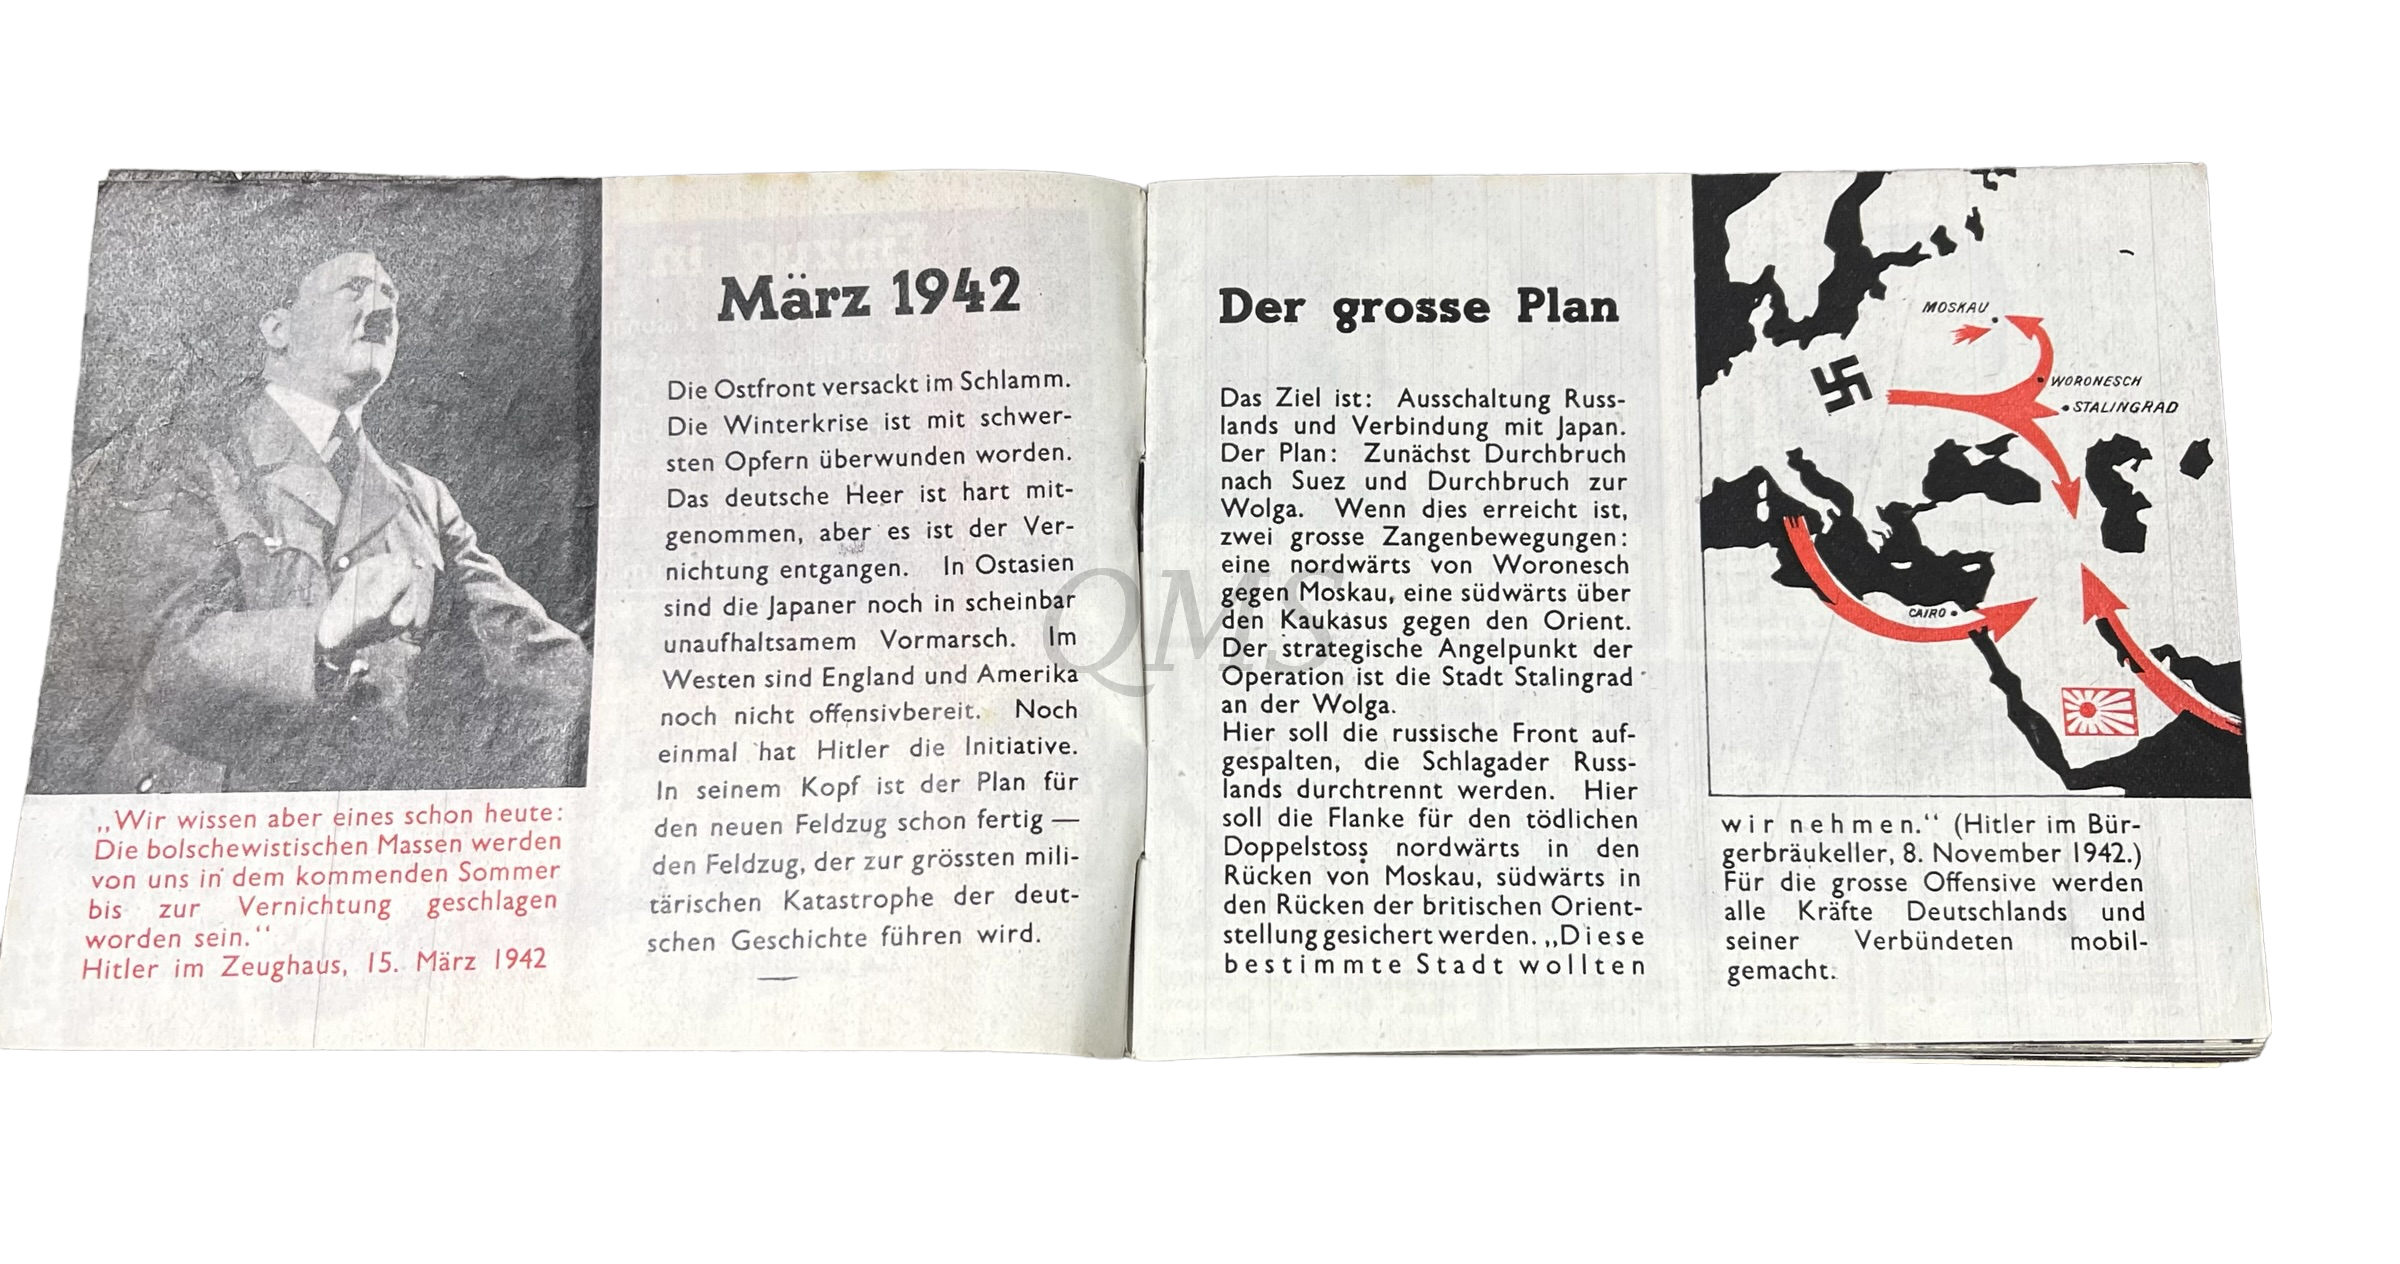 „Wir wissen aber eines schon heute:
Die bolschewistischen Massen werden
von uns in dem kommenden Sommer
bis zur Vernichtung geschlagen
worden sein.“
Hitler im Zeughaus, 15. März 1942
März 1942
Die Ostfront versackt im Schlamm.
Die Winterkrise ist mit schwer-
sten Opfern überwunden worden.
Das deutsche Heer ist hart mit-
genommen, aber es ist der Ver-
nichtung entgangen. In Ostasien
sind die Japaner noch in scheinbar
unaufhaltsamem Vormarsch. Im
Westen sind England und Amerika
noch nicht offensivbereit. Noch
einmal hat Hitler die Initiative.
In seinem Kopf ist der Plan für
den neuen Feldzug schon fertig —
den Feldzug, der zur grössten mili-
tärischen Katastrophe der deut-
schen Geschichte führen wird.
Der grosse Plan
Das Ziel ist: Ausschaltung Russ-
lands und Verbindung mit Japan.
Der Plan: Zunächst Durchbruch
nach Suez und Durchbruch zur
Wolga. Wenn dies erreicht ist,
zwei grosse Zangenbewegungen:
eine nordwärts von Woronesch
gegen Moskau, eine südwärts über
den Kaukasus gegen den Orient.
Der strategische Angelpunkt der
Operation ist die Stadt Stalingrad
an der Wolga.
Hier soll die russische Front auf-
gespalten, die Schlagader Russ-
lands durchtrennt werden. Hier
soll die Flanke für den tödlichen
Doppelstoss nordwärts in den
Rücken von Moskau, südwärts in
den Rücken der britischen Orient-
stellung gesichert werden. „Diese
bestimmte Stadt wollten
MOSKAU
WORONESCH
STALINGRAD
CAIRO
wir nehmen.“ (Hitler im Bür-
gerbräukeller, 8. November 1942.)
Für die grosse Offensive werden
alle Kräfte Deutschlands und
seiner Verbündeten mobil-
gemacht.
QMS